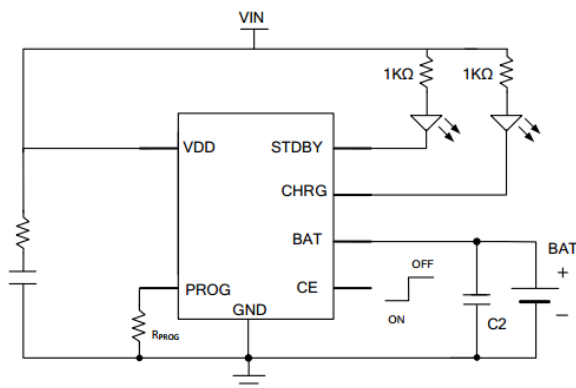 VIN
1KΩ 1KΩ
VDD STDBY
CHRG
BAT BAT
OFF +
PROG CE
ON −
GND
RPROG C2